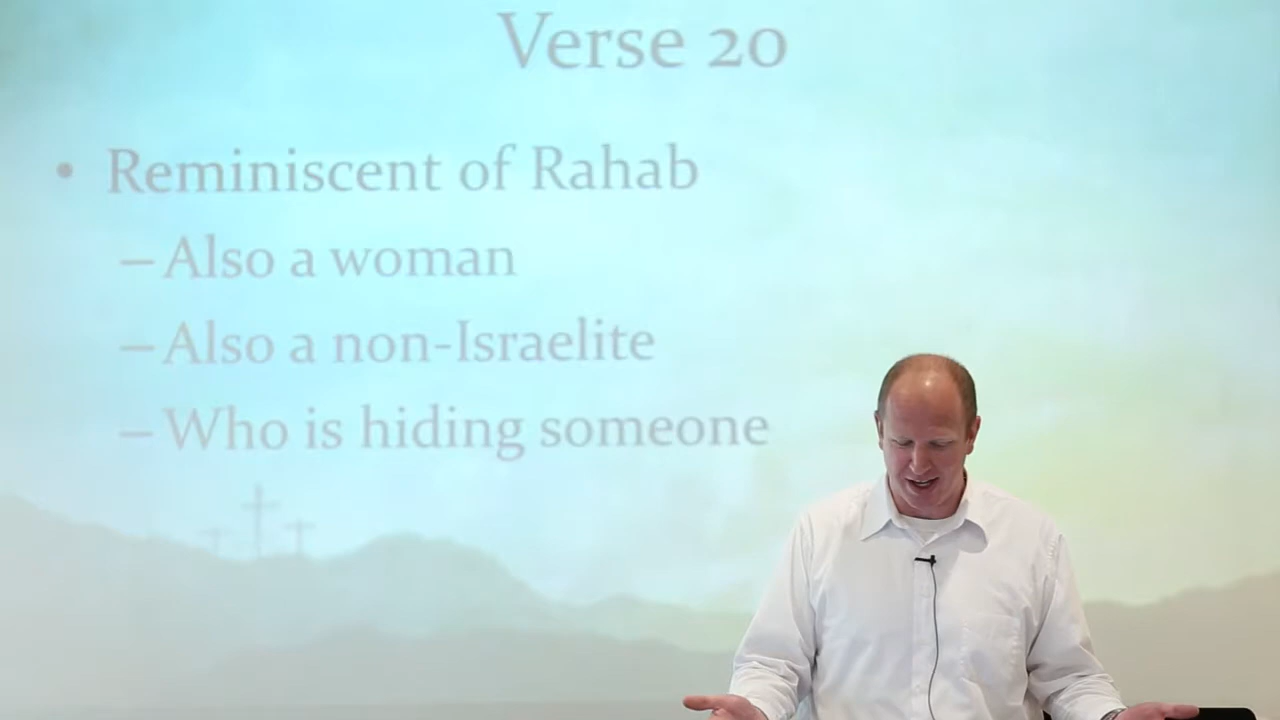 Verse 20
• Reminiscent of Rahab
– Also a woman
– Also a non-Israelite
– Who is hiding someone